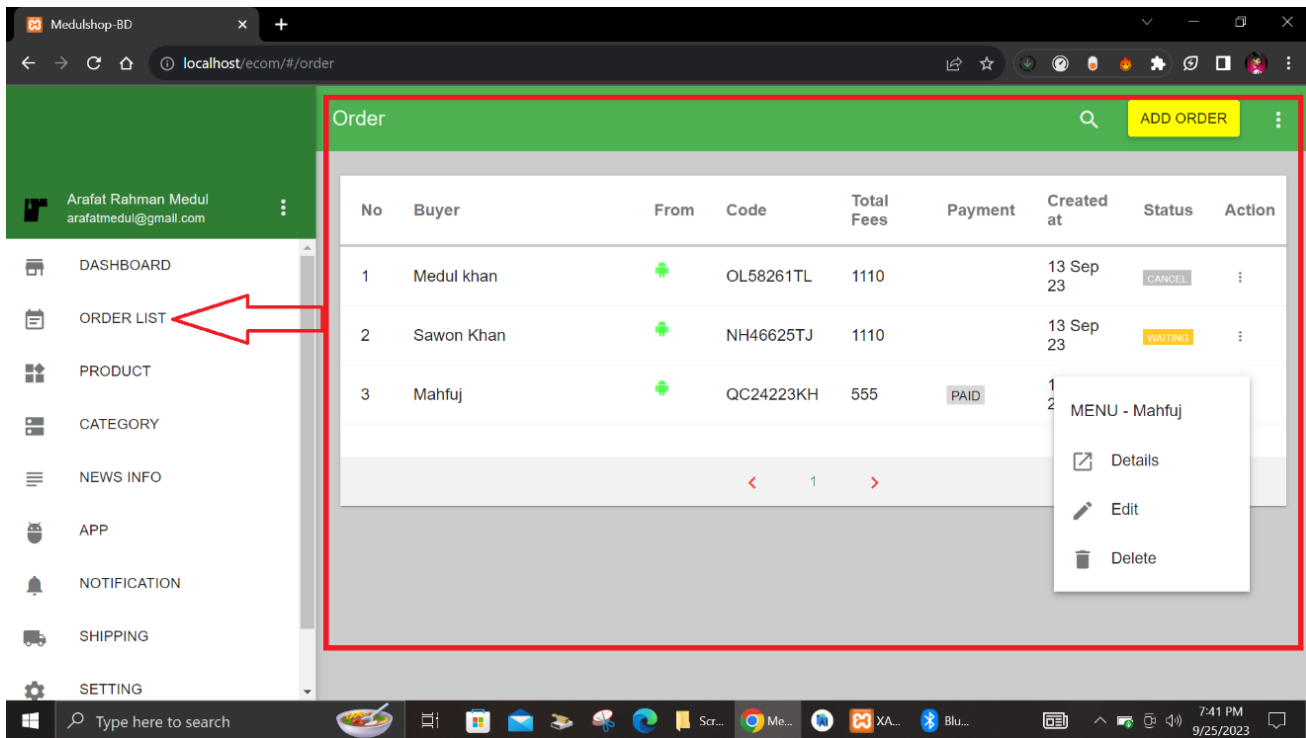 Medulshop-BD
localhost/ecom/#/order
Order
ADD ORDER
Arafat Rahman Medul
arafatmedul@gmail.com
DASHBOARD
ORDER LIST
PRODUCT
CATEGORY
NEWS INFO
APP
NOTIFICATION
SHIPPING
SETTING
No Buyer From Code Total Fees Payment Created at Status Action
1 Medul khan OL58261TL 1110 13 Sep 23 CANCEL
2 Sawon Khan NH46625TJ 1110 13 Sep 23 WAITING
3 Mahfuj QC24223KH 555 PAID
MENU - Mahfuj
Details
Edit
Delete
1
Type here to search
Scr...
Me...
XA...
Blu...
7:41 PM
9/25/2023